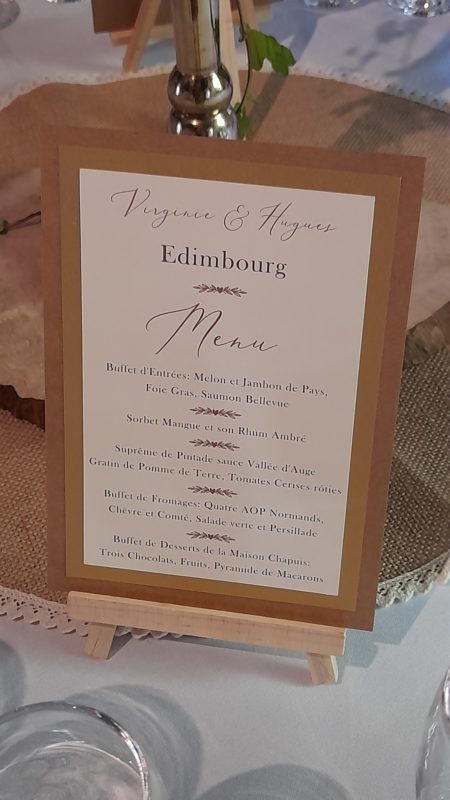 Virginie & Hugues
Edimbourg
Menu
Buffet d'Entrées: Melon et Jambon de Pays,
Foie Gras, Saumon Bellevue
Sorbet Mangue et son Rhum Ambré
Suprême de Pintade sauce Vallée d'Auge
Gratin de Pomme de Terre, Tomates Cerises rôties
Buffet de Fromages: Quatre AOP Normands,
Chèvre et Comté, Salade verte et Persillade
Buffet de Desserts de la Maison Chapuis:
Trois Chocolats, Fruits, Pyramide de Macarons